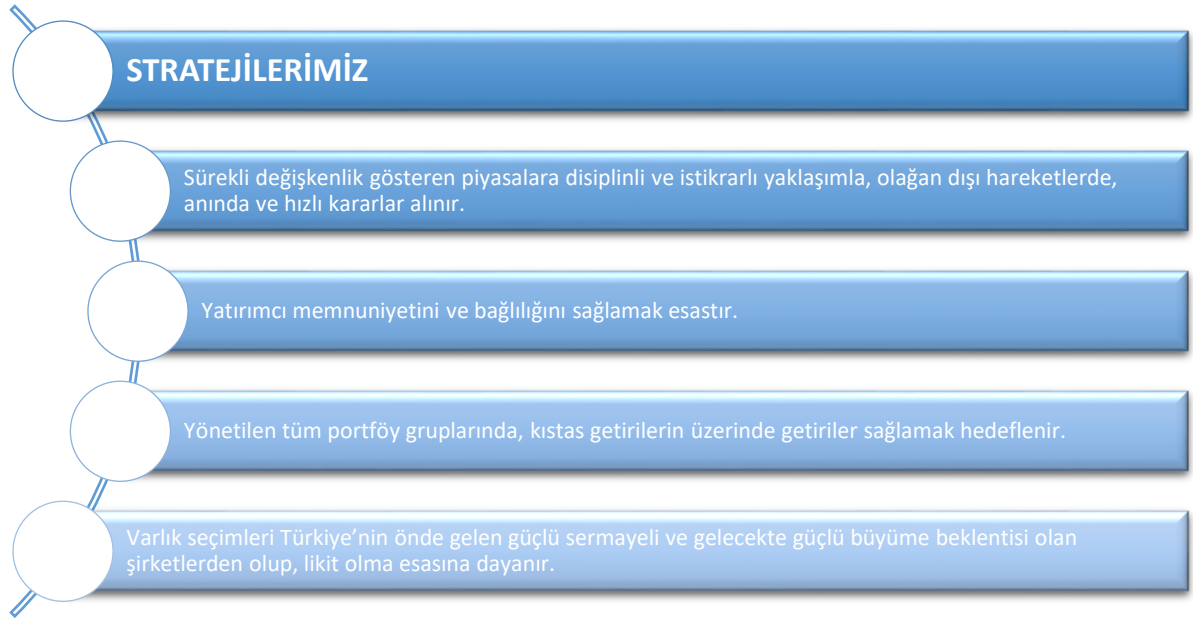 STRATEJİLERİMİZ
Sürekli değişkenlik gösteren piyasalara disiplinli ve istikrarlı yaklaşımla, olağan dışı hareketlerde,
anında ve hızlı kararlar alınır.
Yatırımcı memnuniyetini ve bağlılığını sağlamak esastır.
Yönetilen tüm portföy gruplarında, kıstas getirilerin üzerinde getiriler sağlamak hedeflenir.
Varlık seçimleri Türkiye’nin önde gelen güçlü sermayeli ve gelecekte güçlü büyüme beklentisi olan
şirketlerden olup, likit olma esasına dayanır.